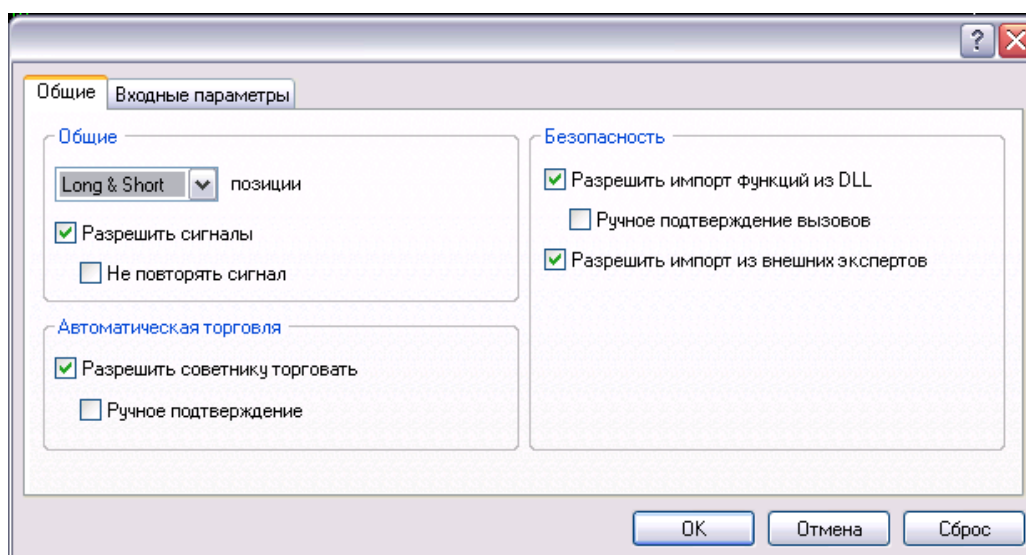 ?
Общие
Входные параметры
Общие
Long & Short
позиции
Разрешить сигналы
Не повторять сигнал
Автоматическая торговля
Разрешить советнику торговать
Ручное подтверждение
Безопасность
Разрешить импорт функций из DLL
Ручное подтверждение вызовов
Разрешить импорт из внешних экспертов
OK
Отмена
Сброс